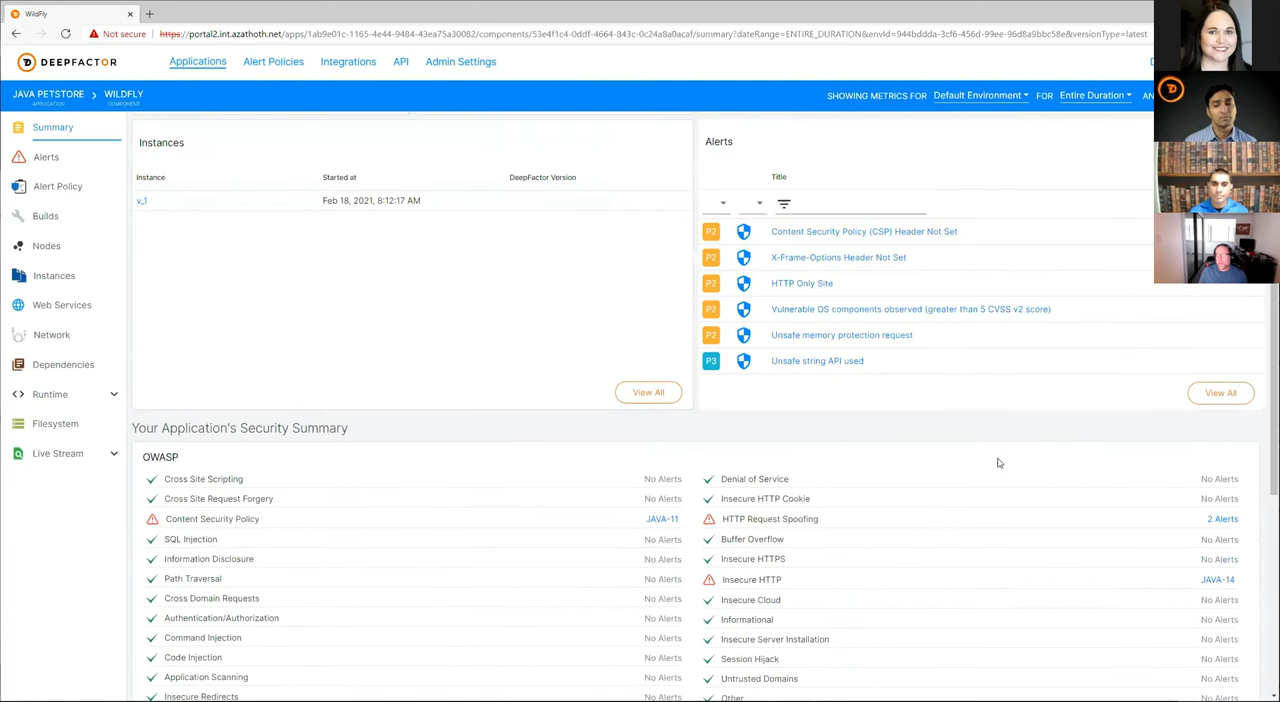 WildFly
Not secure https://portal2.int.azathoth.net/apps/1ab9e01c-1165-4e44-9484-43ea75a30082/components/53e4f1c4-0ddf-4664-843c-0c24a8a0acaf/summary?dateRange=ENTIRE_DURATION&envId=944bddda-3cf6-456d-99ee-96d8a9bbc58e&versionType=latest
DEEPFACTOR
Applications
Alert Policies
Integrations
API
Admin Settings
JAVA PETSTORE
APPLICATION
WILDFLY
COMPONENT
SHOWING METRICS FOR Default Environment FOR Entire Duration
Summary
Alerts
Alert Policy
Builds
Nodes
Instances
Web Services
Network
Dependencies
Runtime
Filesystem
Live Stream
Instances
Instance Started at DeepFactor Version
v_1 Feb 18, 2021, 8:12:17 AM
View All
Alerts
Title
P2 Content Security Policy (CSP) Header Not Set
P2 X-Frame-Options Header Not Set
P2 HTTP Only Site
P2 Vulnerable OS components observed (greater than 5 CVSS v2 score)
P2 Unsafe memory protection request
P3 Unsafe string API used
View All
Your Application's Security Summary
OWASP
Cross Site Scripting No Alerts
Cross Site Request Forgery No Alerts
Content Security Policy JAVA-11
SQL Injection No Alerts
Information Disclosure No Alerts
Path Traversal No Alerts
Cross Domain Requests No Alerts
Authentication/Authorization No Alerts
Command Injection No Alerts
Code Injection No Alerts
Application Scanning No Alerts
Insecure Redirects No Alerts
Denial of Service No Alerts
Insecure HTTP Cookie No Alerts
HTTP Request Spoofing 2 Alerts
Buffer Overflow No Alerts
Insecure HTTPS No Alerts
Insecure HTTP JAVA-14
Insecure Cloud No Alerts
Informational No Alerts
Insecure Server Installation No Alerts
Session Hijack No Alerts
Untrusted Domains No Alerts
Other No Alerts